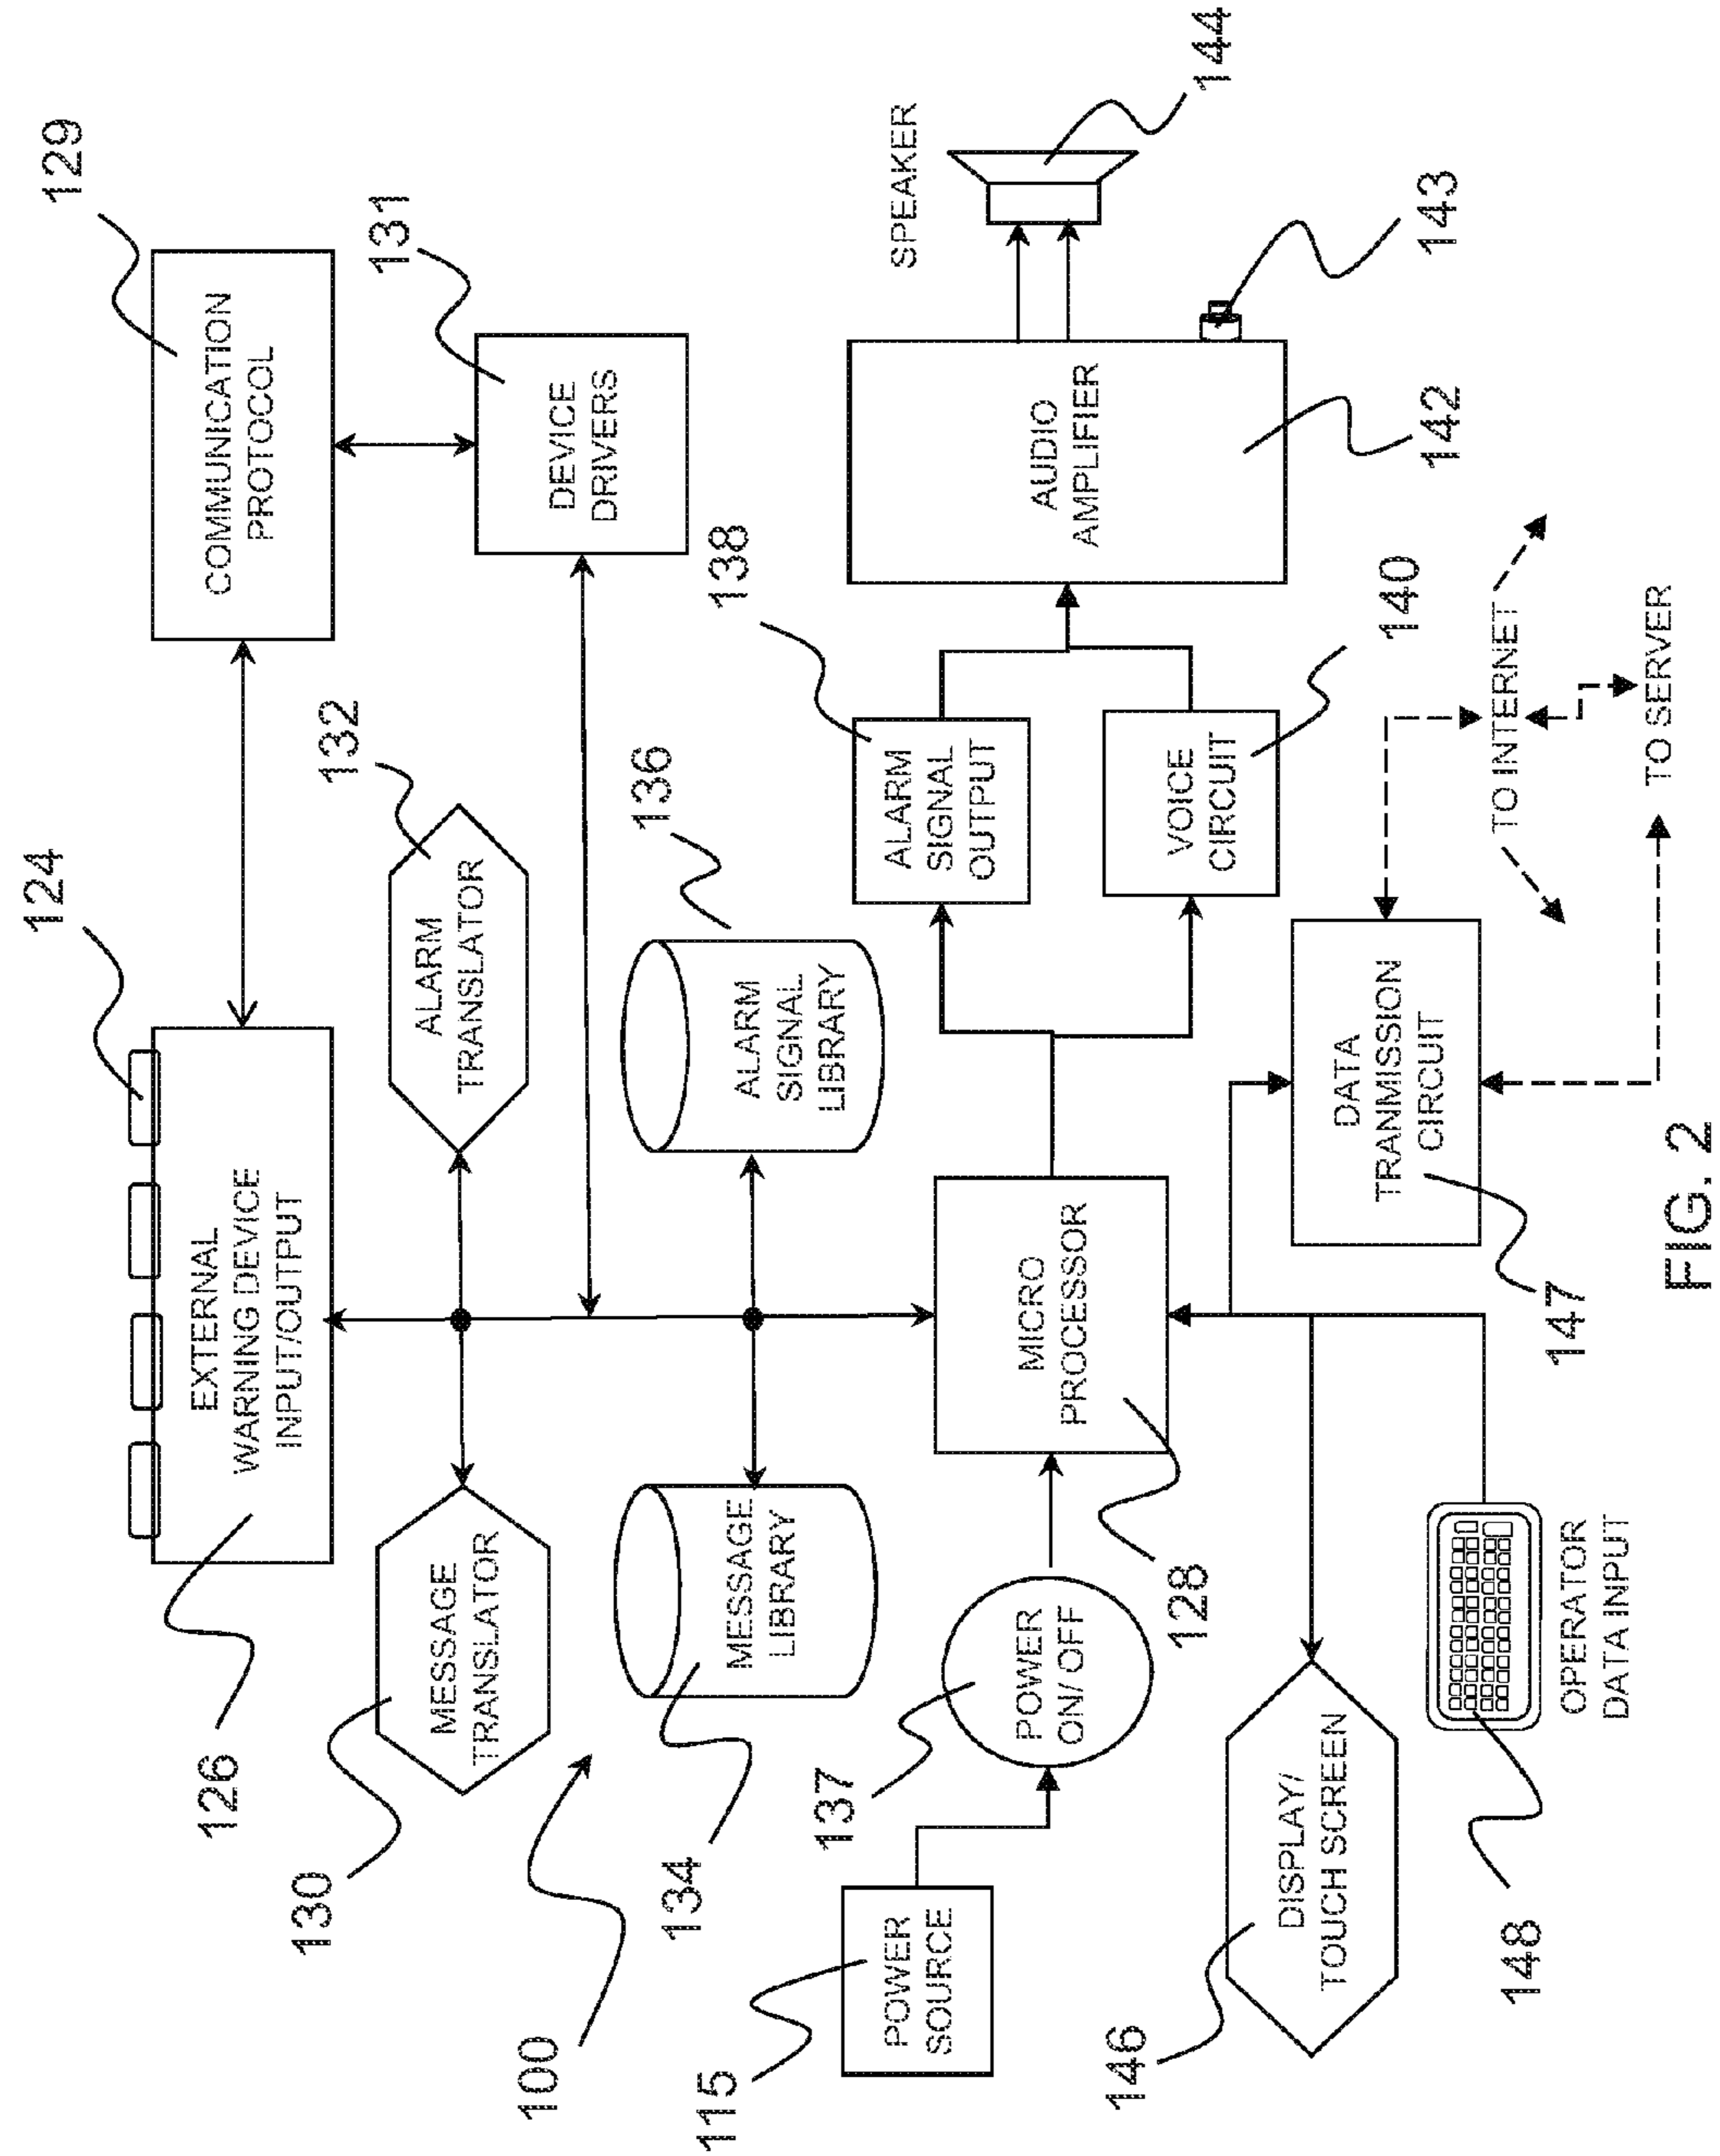 124
EXTERNAL
WARNING DEVICE
INPUT/OUTPUT
126
129
COMMUNICATION
PROTOCOL
131
DEVICE
DRIVERS
130
MESSAGE
TRANSLATOR
132
ALARM
TRANSLATOR
100
134
MESSAGE
LIBRARY
136
ALARM
SIGNAL
LIBRARY
115
POWER
SOURCE
137
POWER
ON/ OFF
128
MICRO
PROCESSOR
138
ALARM
SIGNAL
OUTPUT
140
VOICE
CIRCUIT
AUDIO
AMPLIFIER
142
143
SPEAKER
144
146
DISPLAY/
TOUCH SCREEN
148
OPERATOR
DATA INPUT
147
DATA
TRANMISSION
CIRCUIT
TO INTERNET
TO SERVER
FIG. 2